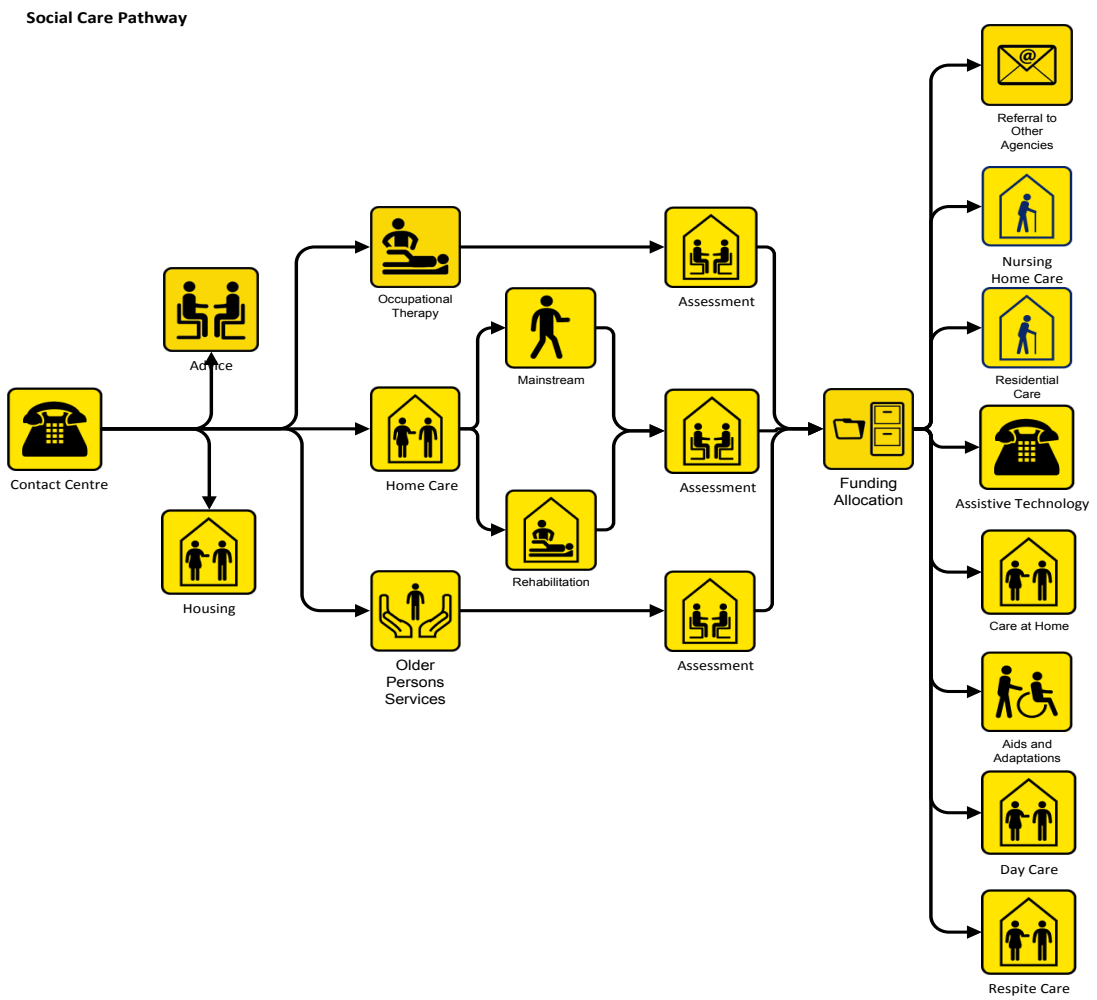 Social Care Pathway
Contact Centre
Advice
Housing
Occupational
Therapy
Home Care
Older
Persons
Services
Mainstream
Rehabilitation
Assessment
Assessment
Assessment
Funding
Allocation
@
Referral to
Other
Agencies
Nursing
Home Care
Residential
Care
Assistive Technology
Care at Home
Aids and
Adaptations
Day Care
Respite Care